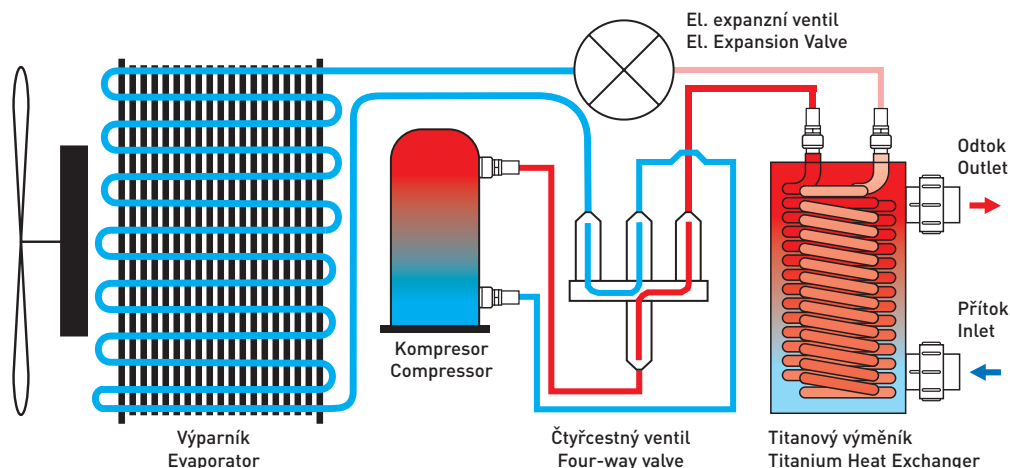 El. expanzní ventil
El. Expansion Valve
Odtok
Outlet
Přítok
Inlet
Kompresor
Compressor
Výparník
Evaporator
Čtyřcestný ventil
Four-way valve
Titanový výměník
Titanium Heat Exchanger